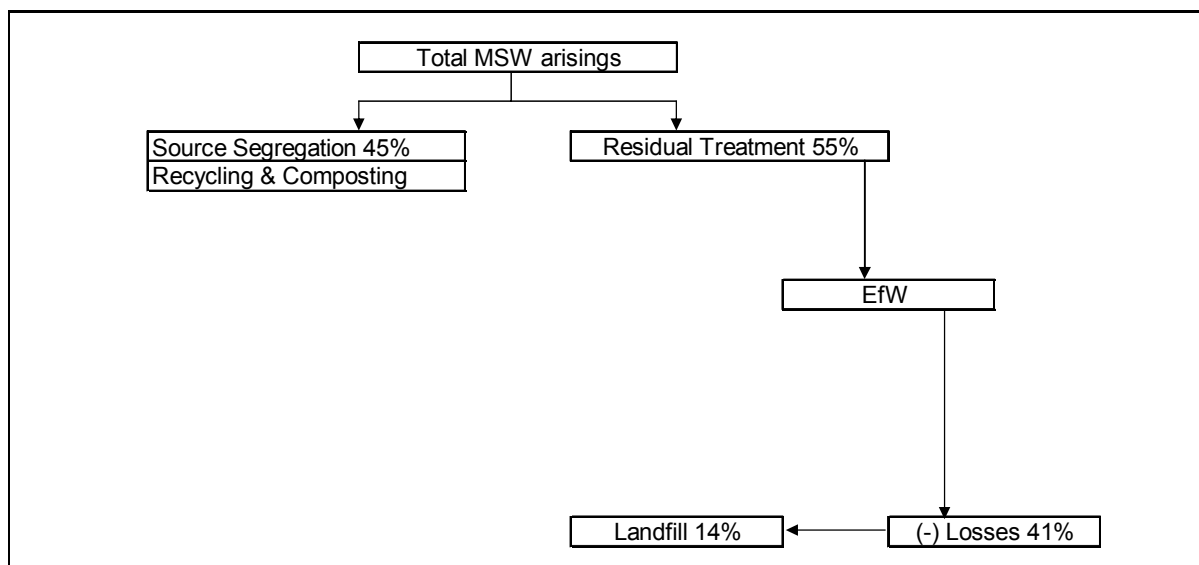 Total MSW arisings
Source Segregation 45%
Recycling & Composting
Residual Treatment 55%
EfW
Landfill 14%
(-) Losses 41%